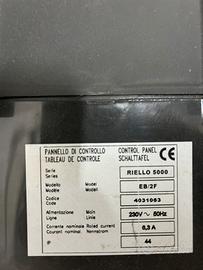 PANNELLO DI CONTROLLO CONTROL PANEL
TABLEAU DE CONTROLE SCHALTTAFEL CE
Serie
Series RIELLO 5000
Modello Model
Modèle Modell EB/2F
Codice Code
Code 4031063
Alimentazione Main
Ligne Linie 230V ~ 50Hz
Corrente nominale Rated current
Courant nominal Nennstrom 6,3 A
IP 44